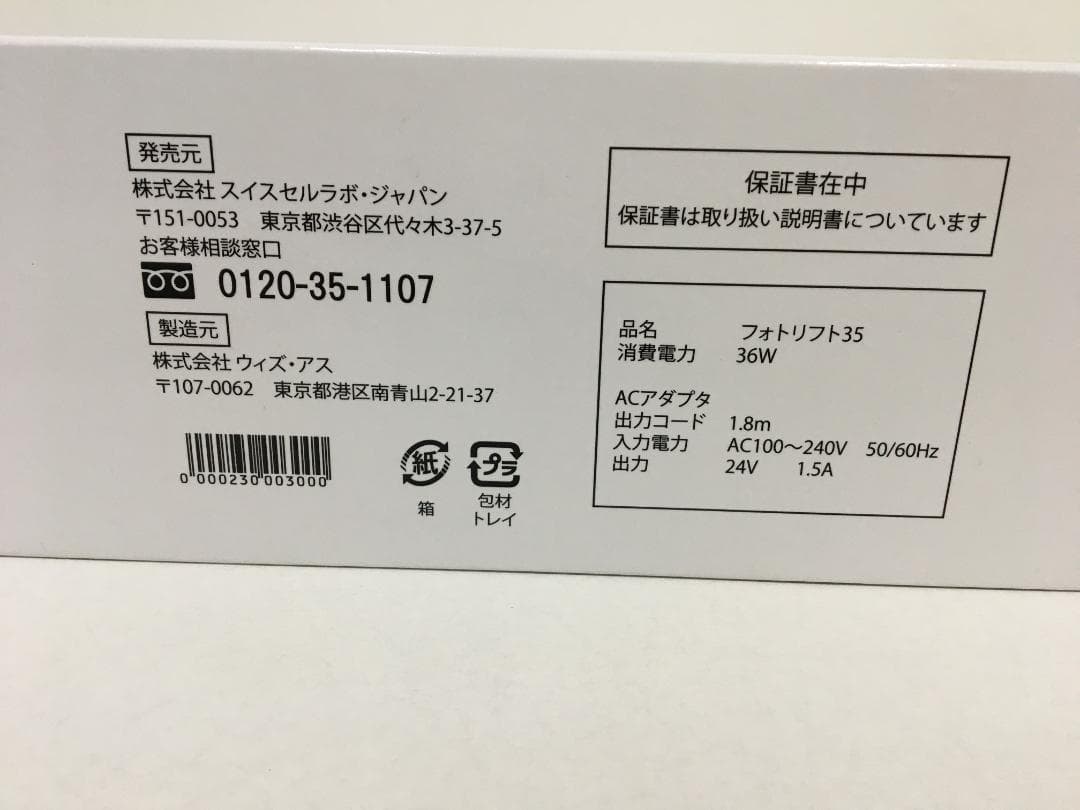 発売元
株式会社 スイスセルラボ・ジャパン
〒151-0053 東京都渋谷区代々木3-37-5
お客様相談窓口
0120-35-1107
製造元
株式会社 ウィズ・アス
〒107-0062 東京都港区南青山2-21-37
0 000230 003000
紙
箱
プラ
包材
トレイ
保証書在中
保証書は取り扱い説明書についています
品名 フォトリフト35
消費電力 36W
ACアダプタ
出力コード 1.8m
入力電力 AC100〜240V 50/60Hz
出力 24V 1.5A